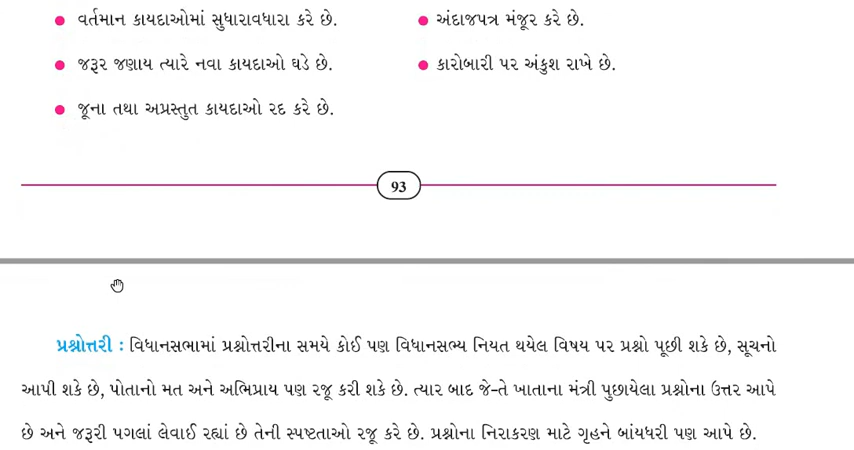 વર્તમાન કાયદાઓમાં સુધારાવધારા કરે છે.
જરૂર જણાય ત્યારે નવા કાયદાઓ ઘડે છે.
જૂના તથા અપ્રસ્તુત કાયદાઓ રદ કરે છે.
અંદાજપત્ર મંજૂર કરે છે.
કારોબારી પર અંકુશ રાખે છે.
93
પ્રશ્નોત્તરી : વિધાનસભામાં પ્રશ્નોત્તરીના સમયે કોઈ પણ વિધાનસભ્ય નિયત થયેલ વિષય પર પ્રશ્નો પૂછી શકે છે, સૂચનો
આપી શકે છે, પોતાનો મત અને અભિપ્રાય પણ રજૂ કરી શકે છે. ત્યાર બાદ જે-તે ખાતાના મંત્રી પુછાયેલા પ્રશ્નોના ઉત્તર આપે
છે અને જરૂરી પગલાં લેવાઈ રહ્યાં છે તેની સ્પષ્ટતાઓ રજૂ કરે છે. પ્રશ્નોના નિરાકરણ માટે ગૃહને બાંયધરી પણ આપે છે.